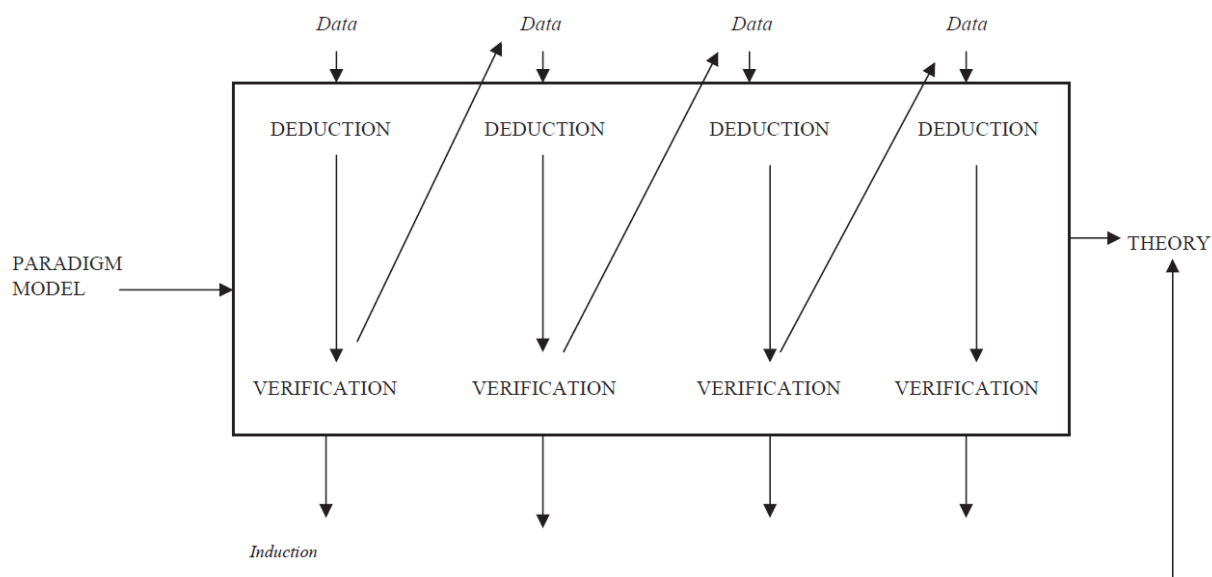 Data Data Data Data
DEDUCTION DEDUCTION DEDUCTION DEDUCTION
PARADIGM
MODEL
THEORY
VERIFICATION VERIFICATION VERIFICATION VERIFICATION
Induction